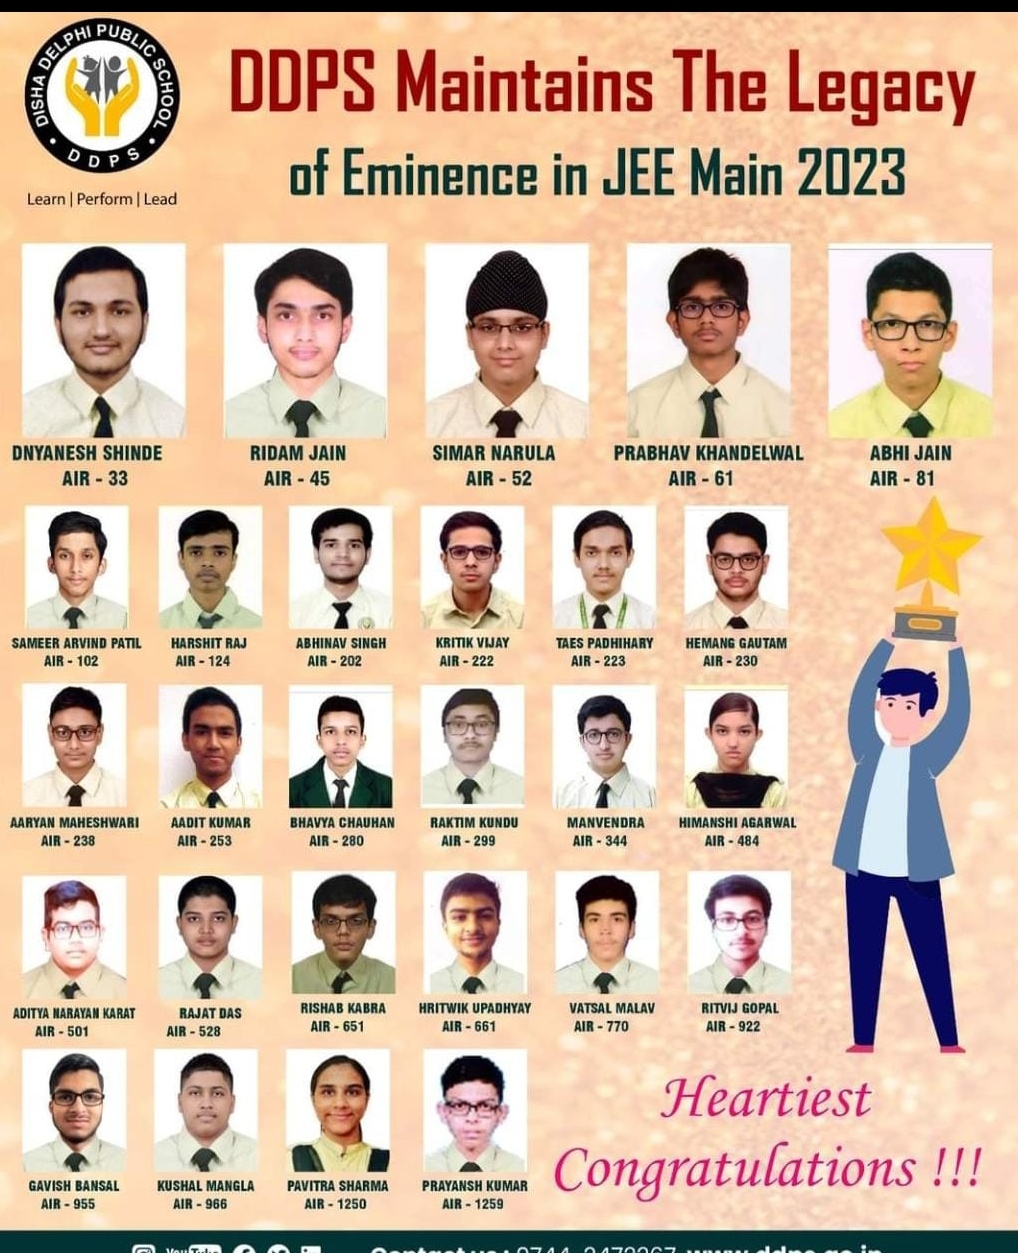 DISHA DELPHI PUBLIC SCHOOL
DDPS
Learn | Perform | Lead
DDPS Maintains The Legacy
of Eminence in JEE Main 2023
DNYANESH SHINDE
AIR - 33
RIDAM JAIN
AIR - 45
SIMAR NARULA
AIR - 52
PRABHAV KHANDELWAL
AIR - 61
ABHI JAIN
AIR - 81
SAMEER ARVIND PATIL
AIR - 102
HARSHIT RAJ
AIR - 124
ABHINAV SINGH
AIR - 202
KRITIK VIJAY
AIR - 222
TAES PADHIHARY
AIR - 223
HEMANG GAUTAM
AIR - 230
AARYAN MAHESHWARI
AIR - 238
AADIT KUMAR
AIR - 253
BHAVYA CHAUHAN
AIR - 280
RAKTIM KUNDU
AIR - 299
MANVENDRA
AIR - 344
HIMANSHI AGARWAL
AIR - 484
ADITYA NARAYAN KARAT
AIR - 501
RAJAT DAS
AIR - 528
RISHAB KABRA
AIR - 651
HRITWIK UPADHYAY
AIR - 661
VATSAL MALAV
AIR - 770
RITVIJ GOPAL
AIR - 922
GAVISH BANSAL
AIR - 955
KUSHAL MANGLA
AIR - 966
PAVITRA SHARMA
AIR - 1250
PRAYANSH KUMAR
AIR - 1259
Heartiest
Congratulations !!!
YouTube
Contact us :